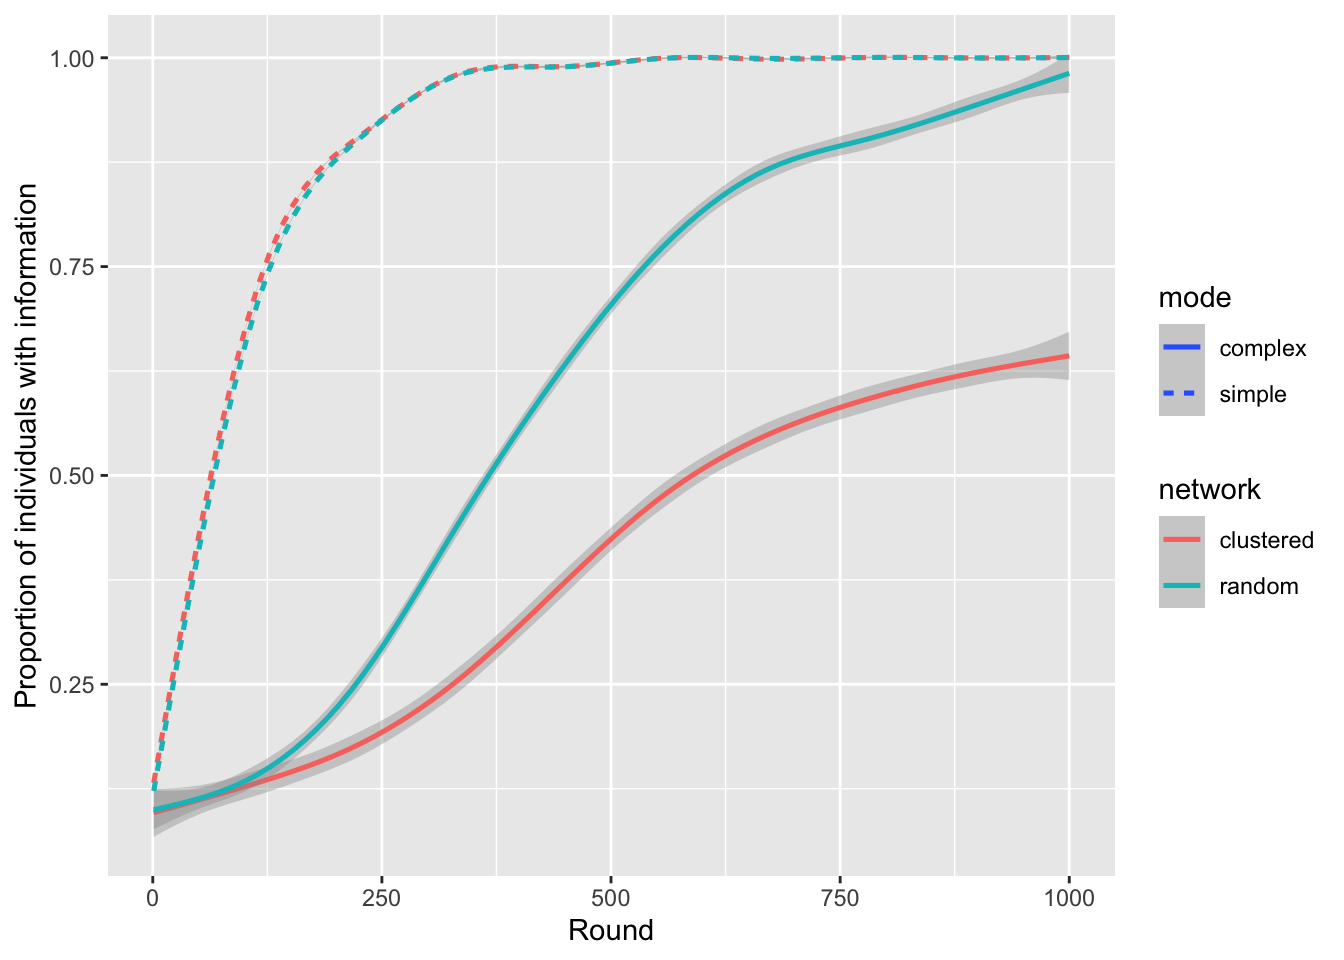 Proportion of individuals with information
1.00
0.75
0.50
0.25
0
250
500
750
1000
Round
mode
complex
simple
network
clustered
random